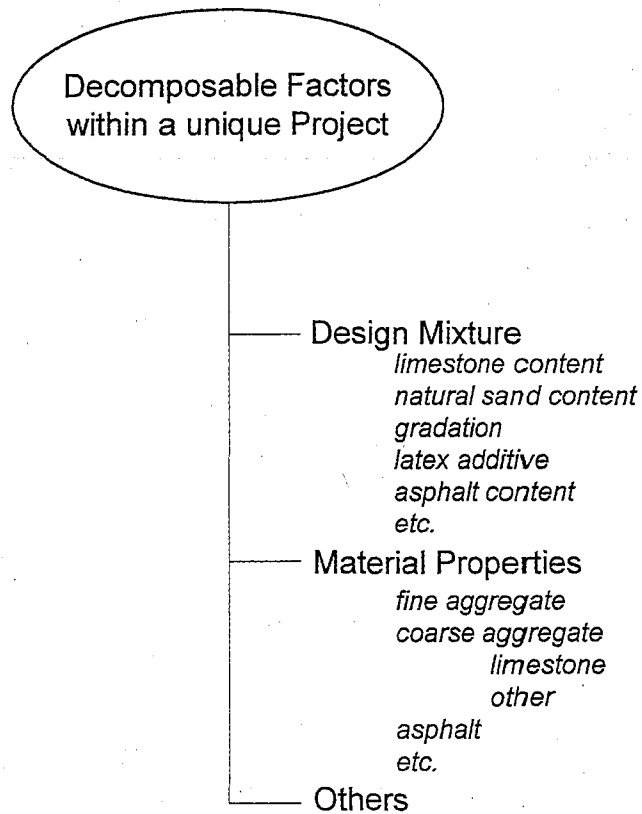 Decomposable Factors
within a unique Project
Design Mixture
limestone content
natural sand content
gradation
latex additive
asphalt content
etc.
Material Properties
fine aggregate
coarse aggregate
limestone
other
asphalt
etc.
Others